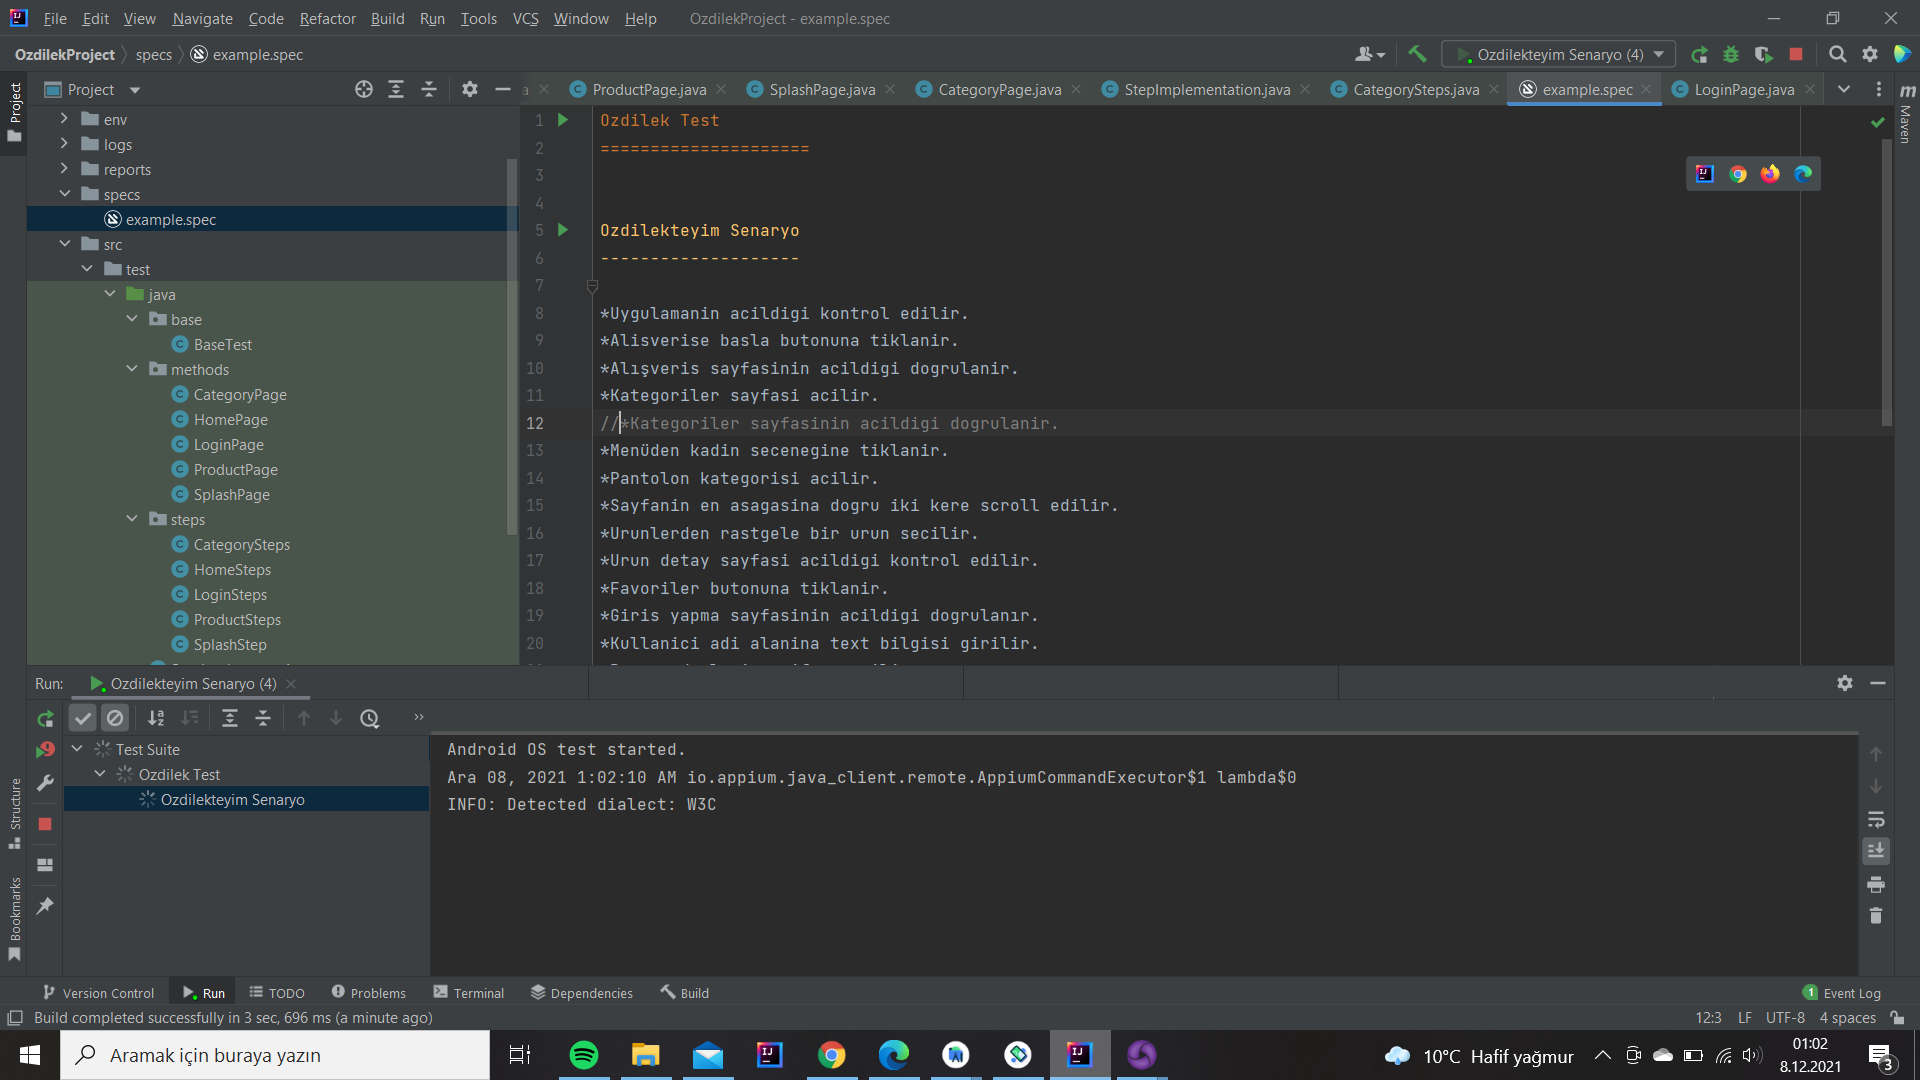 File Edit View Navigate Code Refactor Build Run Tools VCS Window Help OzdilekProject - example.spec
OzdilekProject specs example.spec Ozdilekteyim Senaryo (4)
Project a ProductPage.java SplashPage.java CategoryPage.java StepImplementation.java CategorySteps.java example.spec LoginPage.java
Project
Maven
env
logs
reports
specs
example.spec
src
test
java
base
BaseTest
methods
CategoryPage
HomePage
LoginPage
ProductPage
SplashPage
steps
CategorySteps
HomeSteps
LoginSteps
ProductSteps
SplashStep
1 Ozdilek Test
2 =====================
3
4
5 Ozdilekteyim Senaryo
6 --------------------
7
8 *Uygulamanin acildigi kontrol edilir.
9 *Alisverise basla butonuna tiklanir.
10 *Alışveris sayfasinin acildigi dogrulanir.
11 *Kategoriler sayfasi acilir.
12 //*Kategoriler sayfasinin acildigi dogrulanir.
13 *Menüden kadin secenegine tiklanir.
14 *Pantolon kategorisi acilir.
15 *Sayfanin en asagasina dogru iki kere scroll edilir.
16 *Urunlerden rastgele bir urun secilir.
17 *Urun detay sayfasi acildigi kontrol edilir.
18 *Favoriler butonuna tiklanir.
19 *Giris yapma sayfasinin acildigi dogrulanır.
20 *Kullanici adi alanina text bilgisi girilir.
Run: Ozdilekteyim Senaryo (4)
Test Suite
Ozdilek Test
Ozdilekteyim Senaryo
Android OS test started.
Ara 08, 2021 1:02:10 AM io.appium.java_client.remote.AppiumCommandExecutor$1 lambda$0
INFO: Detected dialect: W3C
Structure
Bookmarks
Version Control Run TODO Problems Terminal Dependencies Build 1 Event Log
Build completed successfully in 3 sec, 696 ms (a minute ago) 12:3 LF UTF-8 4 spaces
Aramak için buraya yazın 10°C Hafif yağmur 01:02
8.12.2021 3